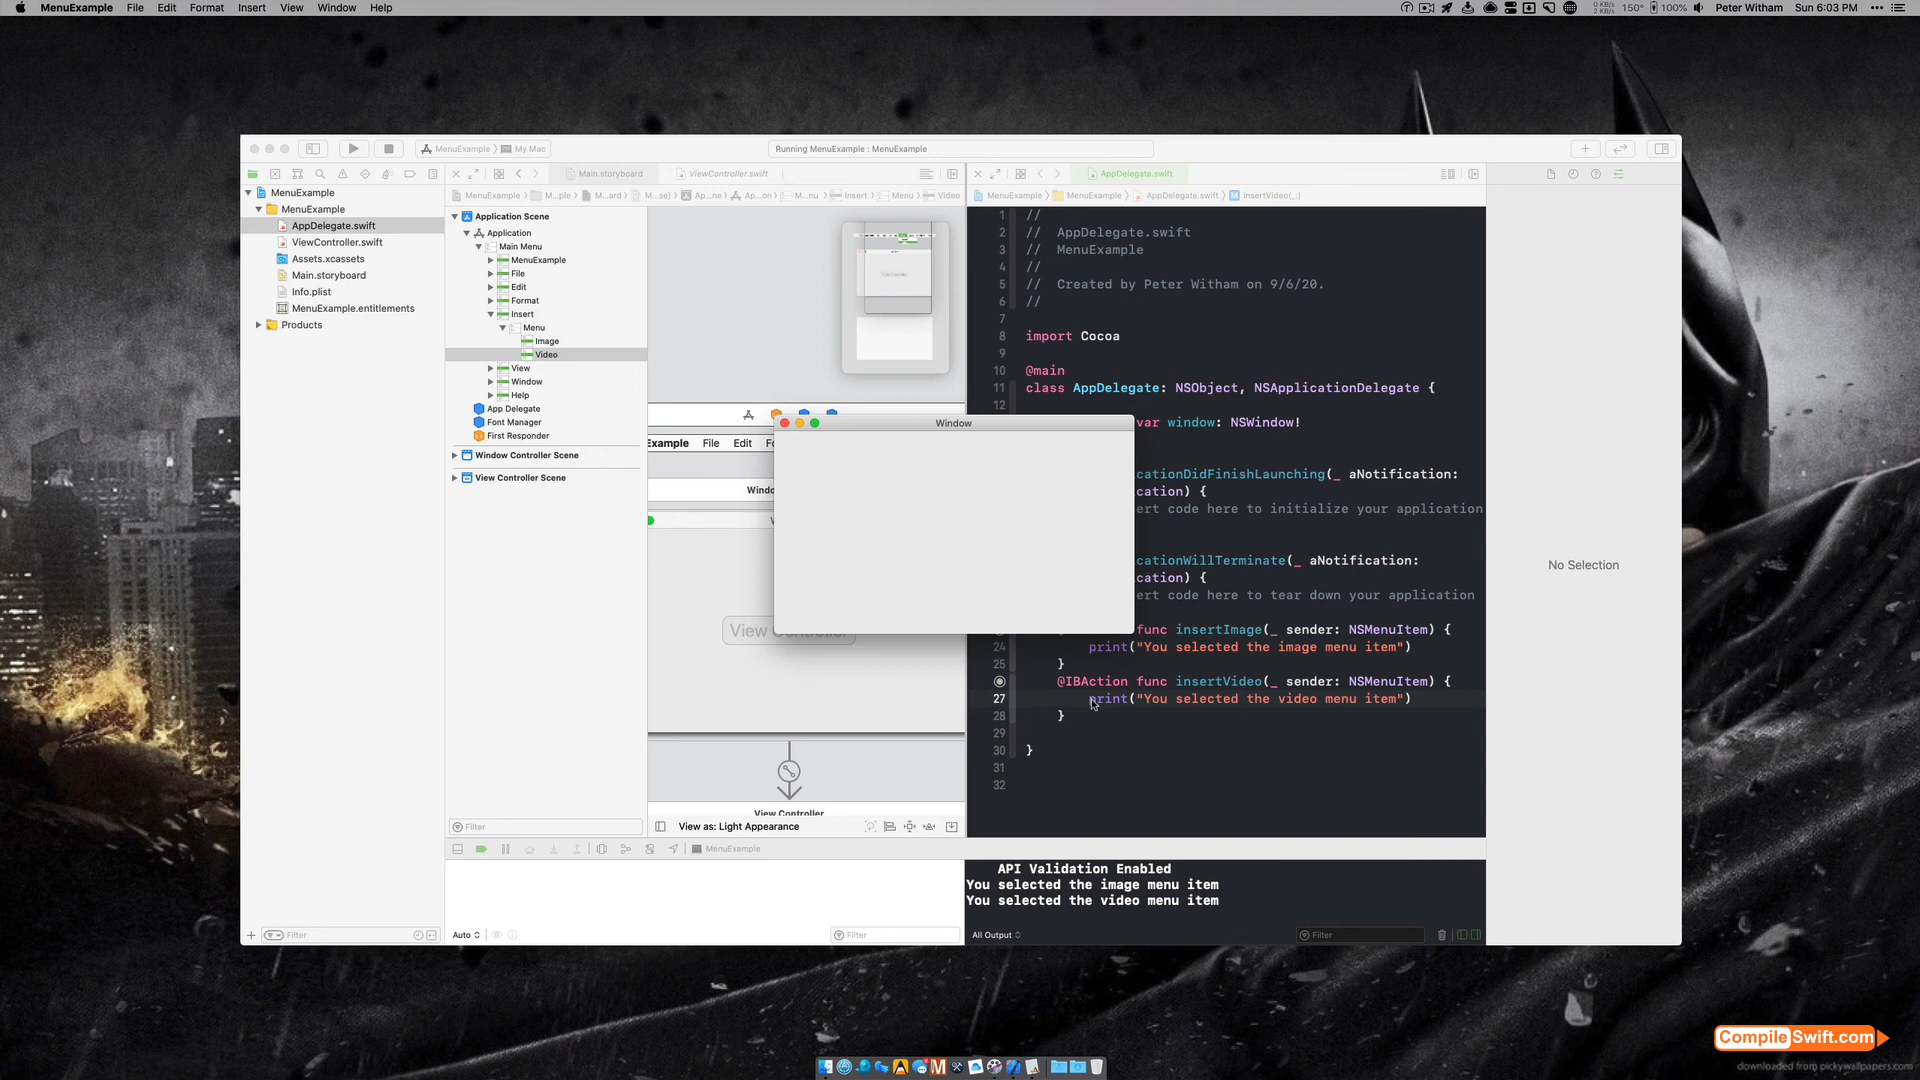 MenuExample File Edit Format Insert View Window Help
0 KB/s
2 KB/s
150° 100% Peter Witham Sun 6:03 PM
MenuExample My Mac
Running MenuExample : MenuExample
Main.storyboard ViewController.swift
AppDelegate.swift
MenuExample M...ple M...ard M...se) Ap...ne Ap...on M...nu Insert Menu Video
MenuExample MenuExample AppDelegate.swift insertVideo(_:)
MenuExample
MenuExample
AppDelegate.swift
ViewController.swift
Assets.xcassets
Main.storyboard
Info.plist
MenuExample.entitlements
Products
Application Scene
Application
Main Menu
MenuExample
File
Edit
Format
Insert
Menu
Image
Video
View
Window
Help
App Delegate
Font Manager
First Responder
Window Controller Scene
View Controller Scene
Example File Edit Fo
Windo
View Controller
View Controller
Window
1 //
2 // AppDelegate.swift
3 // MenuExample
4 //
5 // Created by Peter Witham on 9/6/20.
6 //
7
8 import Cocoa
9
10 @main
11 class AppDelegate: NSObject, NSApplicationDelegate {
12
var window: NSWindow!
cationDidFinishLaunching(_ aNotification:
cation) {
ert code here to initialize your application
cationWillTerminate(_ aNotification:
cation) {
ert code here to tear down your application
func insertImage(_ sender: NSMenuItem) {
24 print("You selected the image menu item")
25 }
@IBAction func insertVideo(_ sender: NSMenuItem) {
27 print("You selected the video menu item")
28 }
29
30 }
31
32
No Selection
Filter
View as: Light Appearance
MenuExample
API Validation Enabled
You selected the image menu item
You selected the video menu item
Filter
Auto
Filter
All Output
Filter
CompileSwift.com
downloaded from pickywallpapers.com